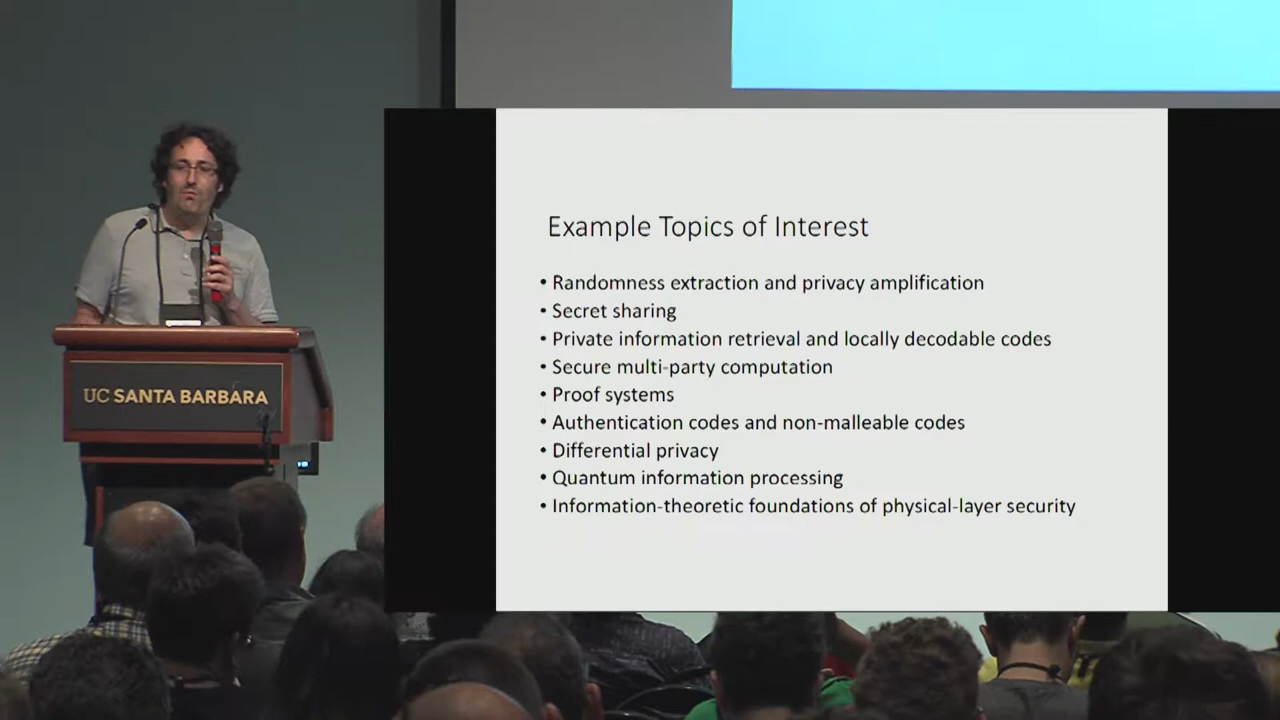 UC SANTA BARBARA
Example Topics of Interest
• Randomness extraction and privacy amplification
• Secret sharing
• Private information retrieval and locally decodable codes
• Secure multi-party computation
• Proof systems
• Authentication codes and non-malleable codes
• Differential privacy
• Quantum information processing
• Information-theoretic foundations of physical-layer security